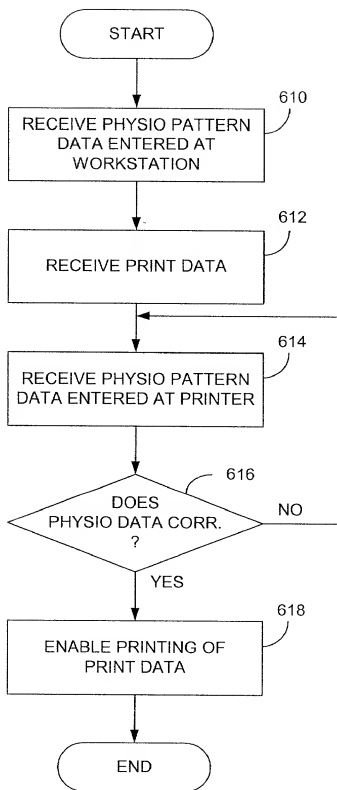 START
610
RECEIVE PHYSIO PATTERN
DATA ENTERED AT
WORKSTATION
612
RECEIVE PRINT DATA
614
RECEIVE PHYSIO PATTERN
DATA ENTERED AT PRINTER
616
DOES
PHYSIO DATA CORR.
?
NO
YES
618
ENABLE PRINTING OF
PRINT DATA
END